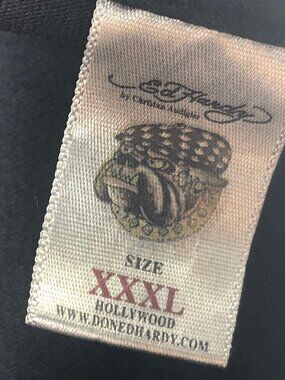 Ed Hardy
by Christian Audigier
SIZE
XXXL
HOLLYWOOD
WWW.DONEDHARDY.COM